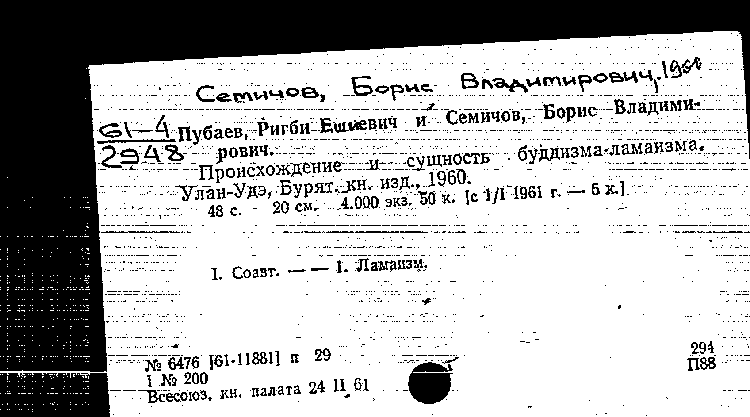 Семичов, Борис Владимирович, 1960
61-4
2948
Пубаев, Ригби Ешиевич и Семичов, Борис Владими-
рович.
Происхождение и сущность буддизма-ламаизма.
Улан-Удэ, Бурят. кн. изд., 1960.
48 с. 20 см. 4.000 экз. 50 к. [с 1/I 1961 г. — 5 к.]
I. Соавт. — — 1. Ламаизм.
№ 6476 [61-11881] п 29
1 № 200
Всесоюз. кн. палата 24 II 61
294
П88